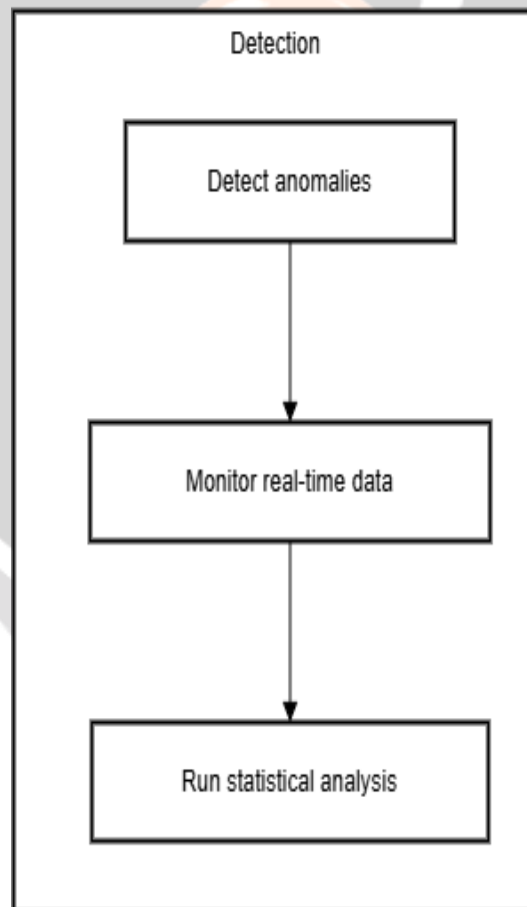 Detection
Detect anomalies
Monitor real-time data
Run statistical analysis